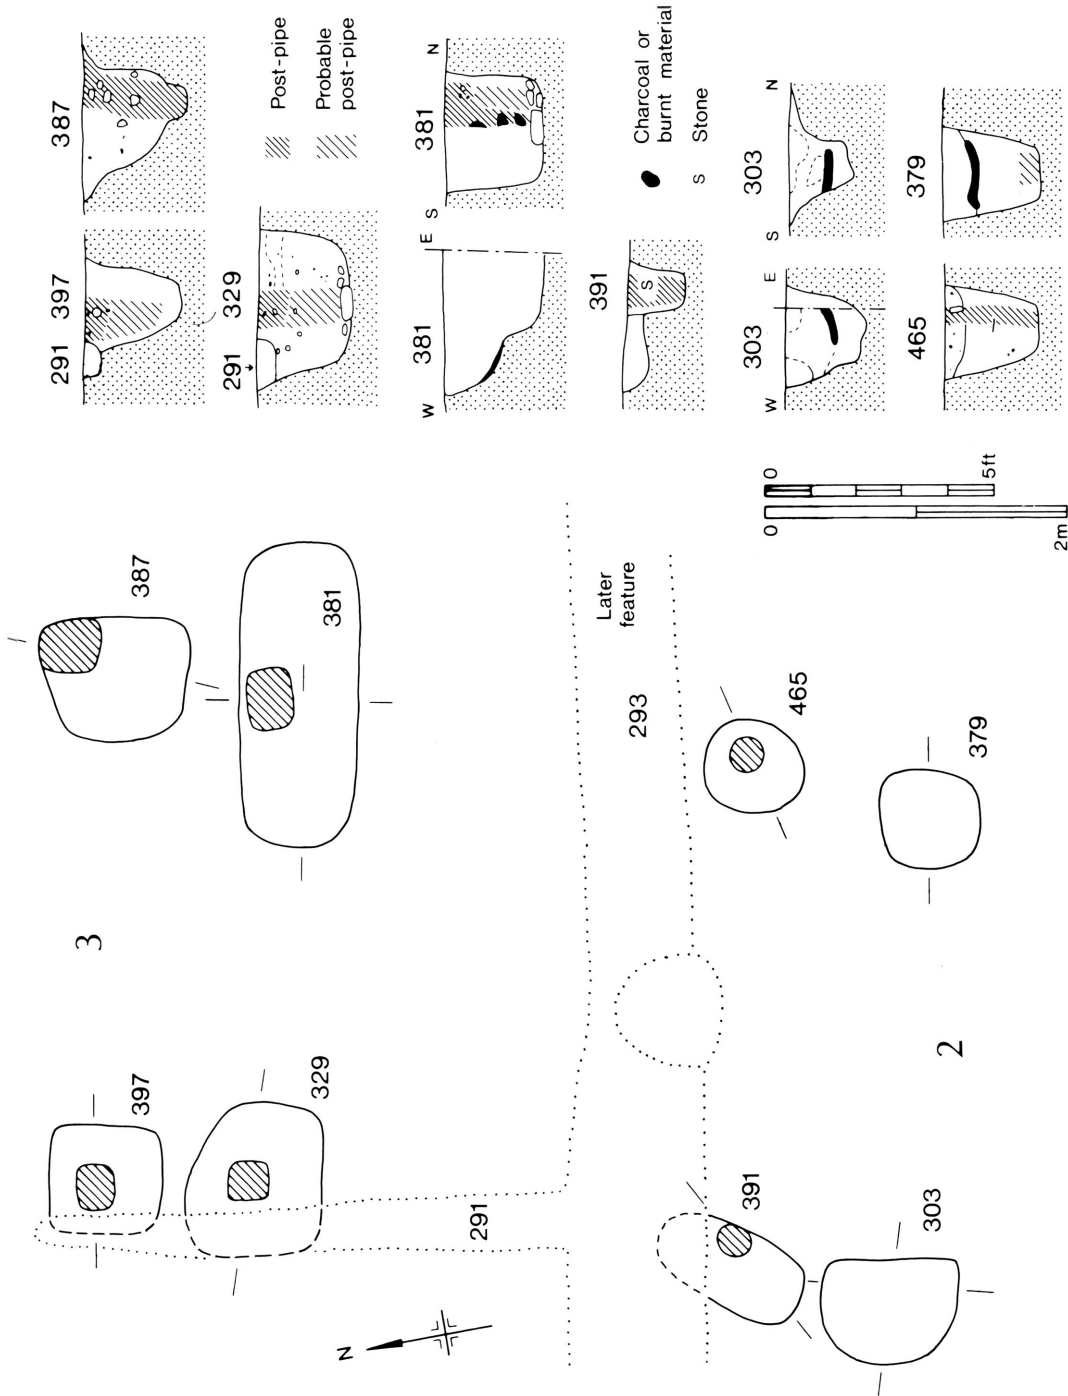 387
397
291
Post-pipe
Probable
post-pipe
329
291
N
381
S
E
381
W
Charcoal or
burnt material
S Stone
391
N
303
S
E
303
W
379
465
0
5ft
0
2m
387
381
Later
feature
293
465
379
3
2
397
329
291
391
303
N